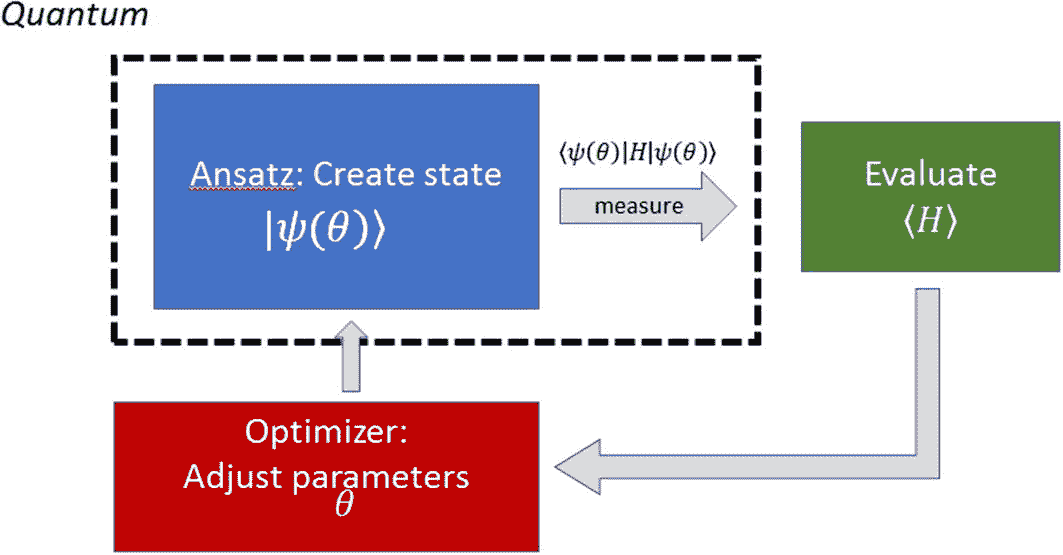 Quantum
Ansatz: Create state
|ψ(θ)⟩
⟨ψ(θ)|H|ψ(θ)⟩
measure
Evaluate
⟨H⟩
Optimizer:
Adjust parameters
θ